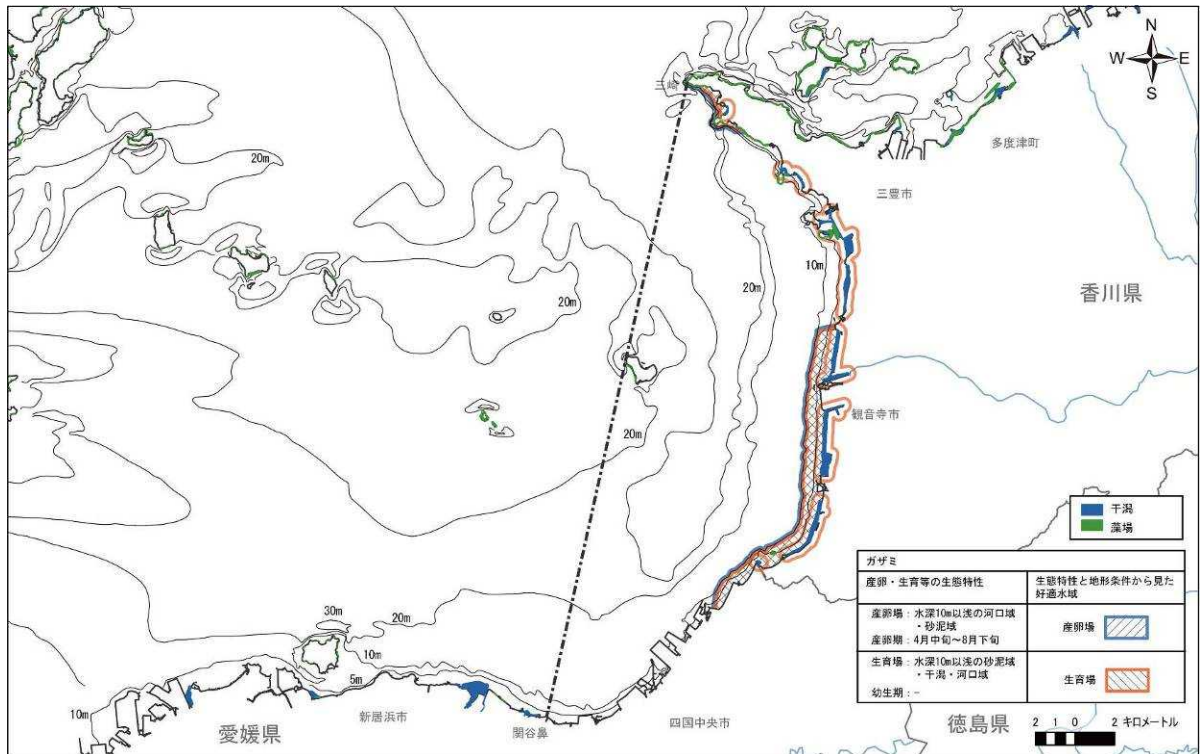 N
W E
S
三崎
多度津町
20m
三豊市
10m
20m
香川県
20m
観音寺市
20m
30m
20m
10m
5m
10m
新居浜市
関谷鼻
四国中央市
愛媛県
徳島県
干潟
藻場
ガザミ
産卵・生育等の生態特性
生態特性と地形条件から見た
好適水域
産卵場：水深10m以浅の河口域
・砂泥域
産卵期：4月中旬～8月下旬
産卵場
生育場：水深10m以浅の砂泥域
・干潟・河口域
幼生期：-
生育場
2 1 0 2 キロメートル